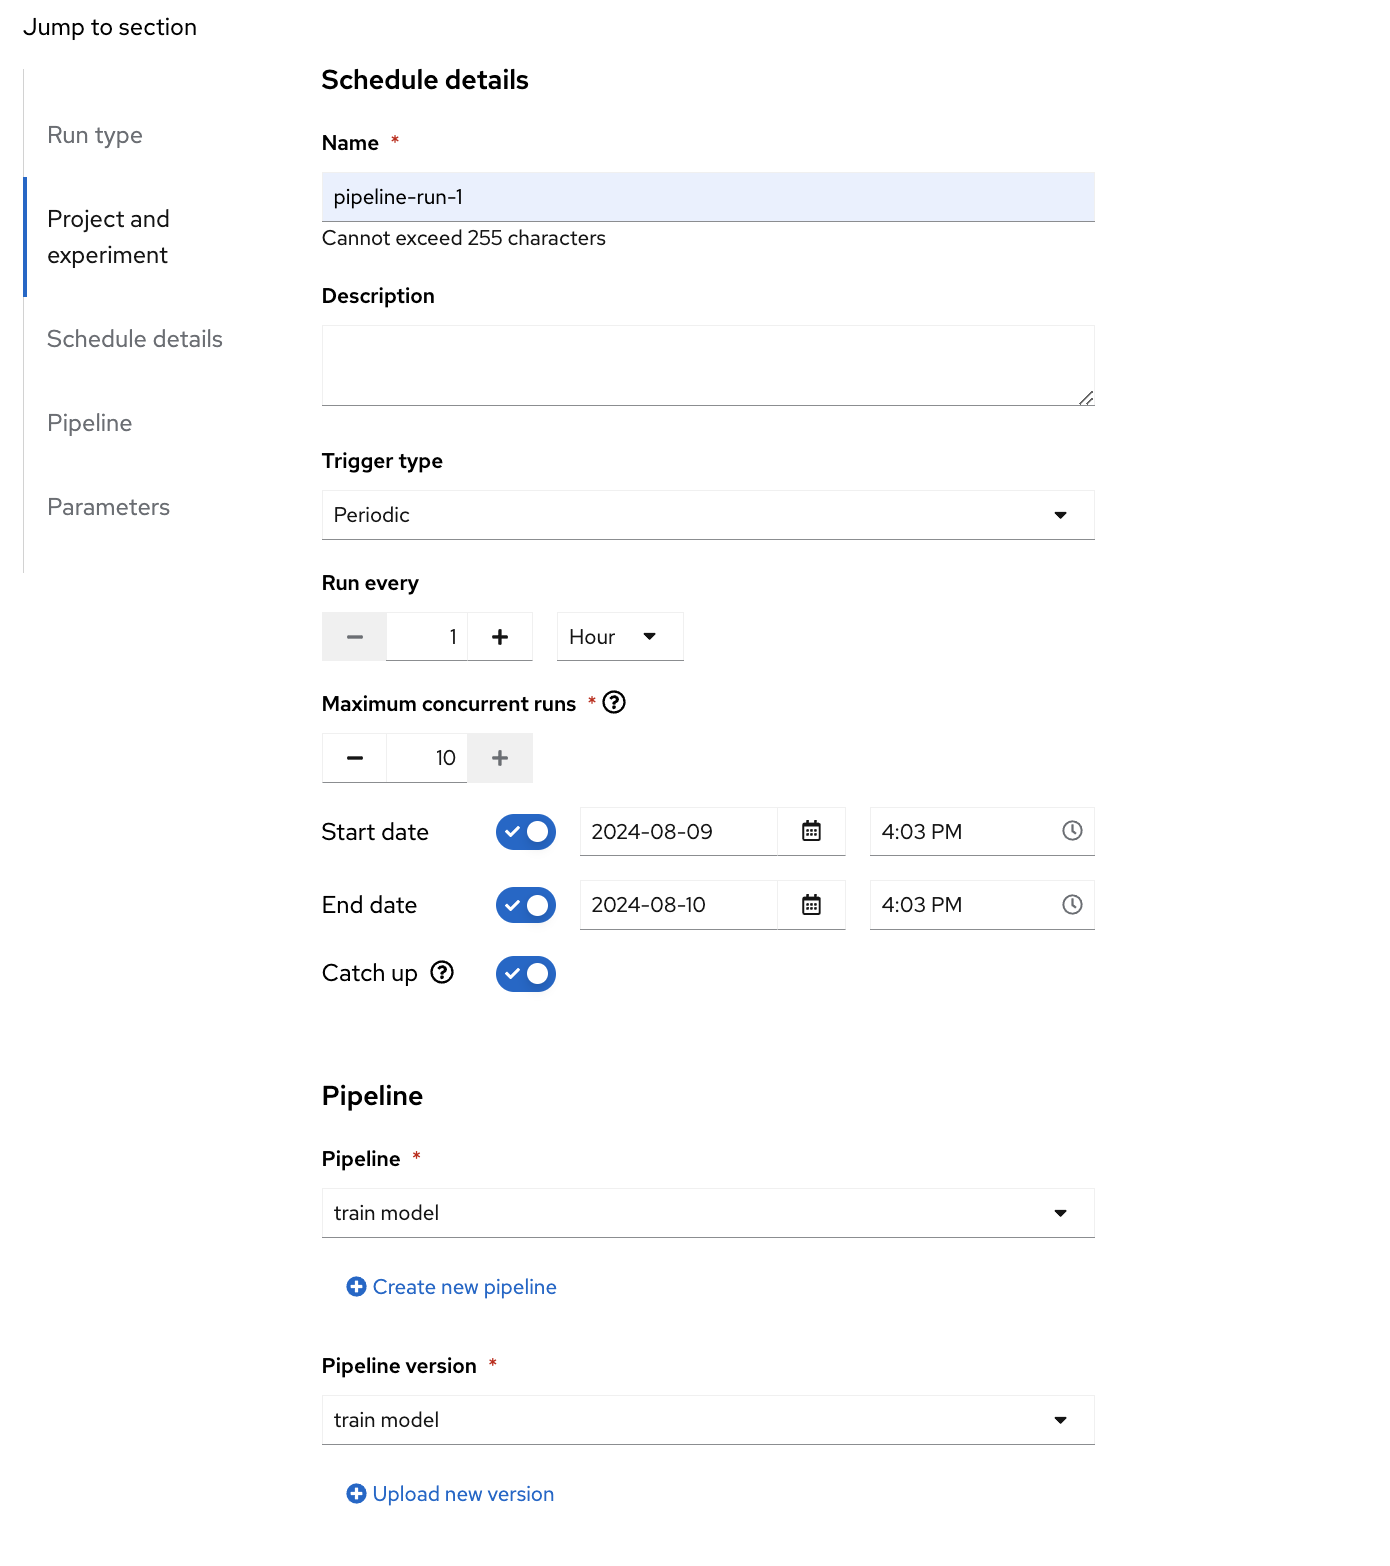 Jump to section
Run type
Project and
experiment
Schedule details
Pipeline
Parameters
Schedule details
Name *
pipeline-run-1
Cannot exceed 255 characters
Description
Trigger type
Periodic
Run every
1 Hour
Maximum concurrent runs *
10
Start date 2024-08-09 4:03 PM
End date 2024-08-10 4:03 PM
Catch up
Pipeline
Pipeline *
train model
Create new pipeline
Pipeline version *
train model
Upload new version